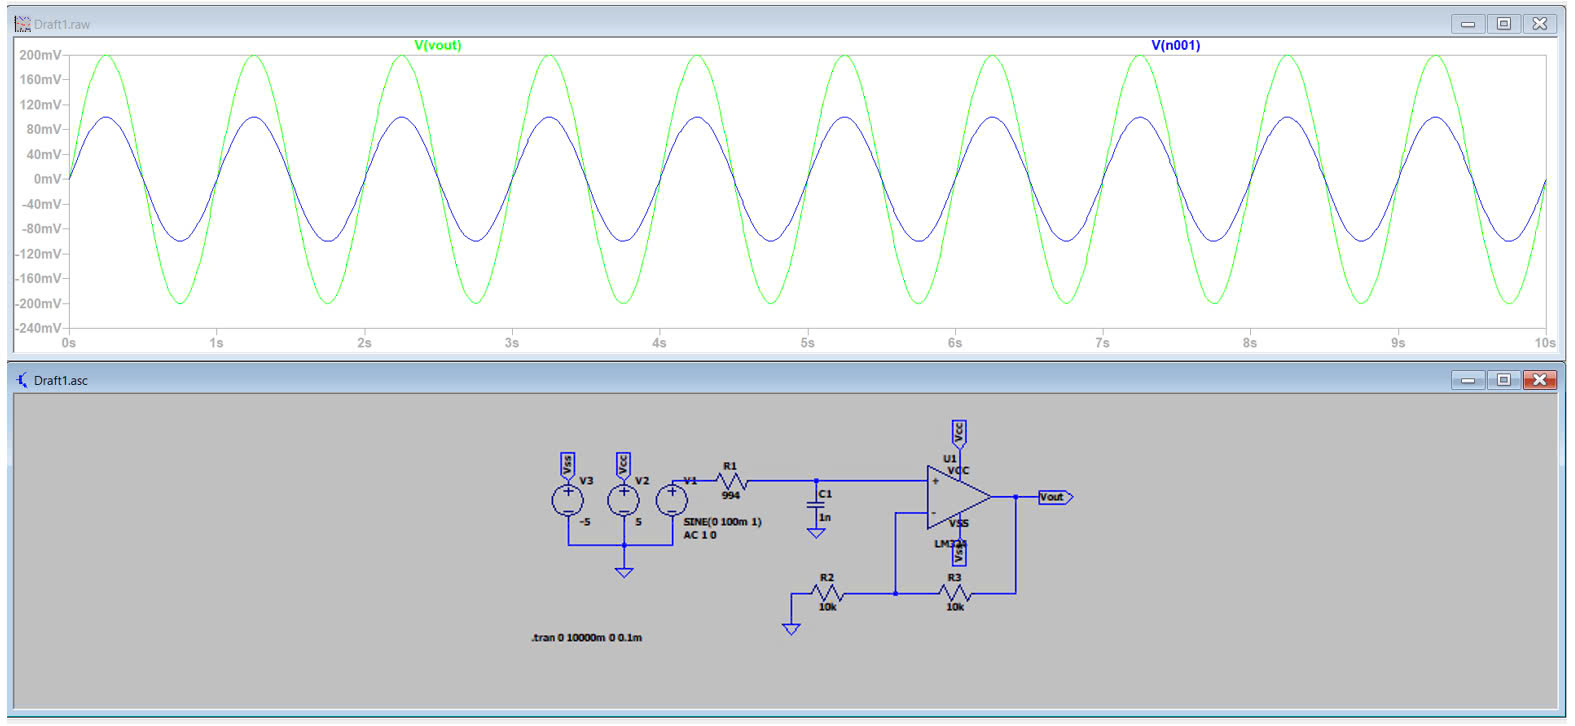 Draft1.raw
V(vout) V(n001)
200mV
160mV
120mV
80mV
40mV
0mV
-40mV
-80mV
-120mV
-160mV
-200mV
-240mV
0s 1s 2s 3s 4s 5s 6s 7s 8s 9s 10s
Draft1.asc
Vcc
U1
VCC
Vss
V3
-5
Vcc
V2
5
V1
SINE(0 100m 1)
AC 1 0
R1
994
C1
1n
+
-
VSS
LM324
Vss
Vout
R2
10k
R3
10k
.tran 0 10000m 0 0.1m